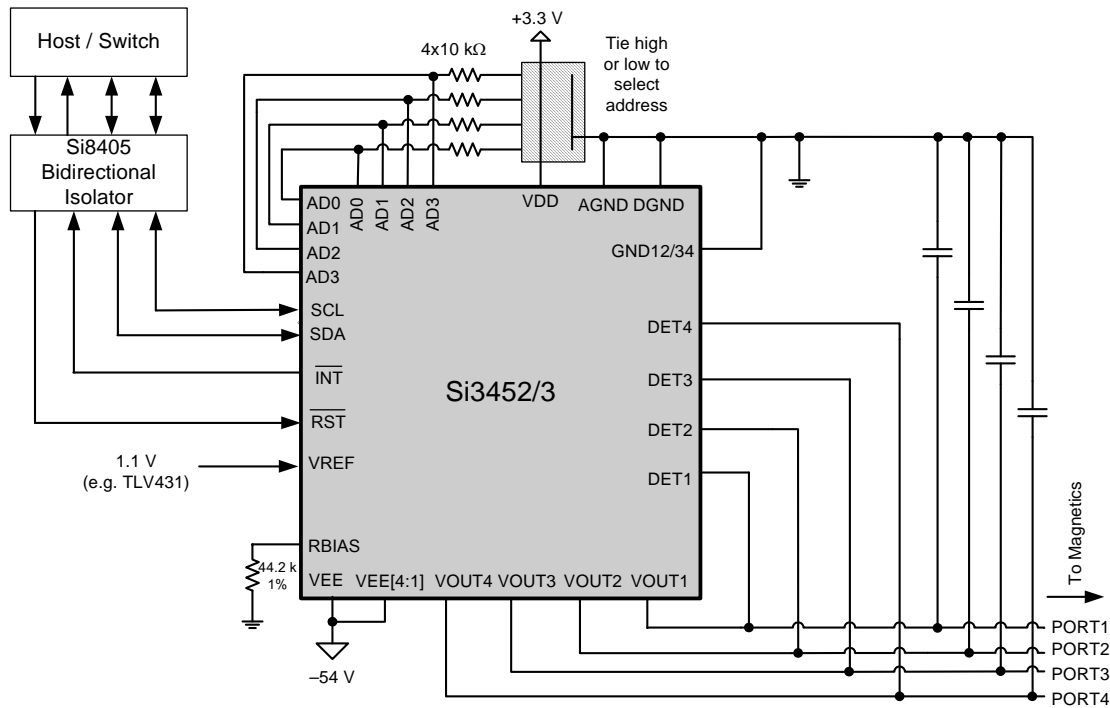 Host / Switch
Si8405
Bidirectional
Isolator
+3.3 V
4x10 kΩ
Tie high
or low to
select
address
AD0
AD1
AD2
AD3
VDD
AGND
DGND
AD0
AD1
AD2
AD3
GND12/34
SCL
SDA
INT
RST
VREF
1.1 V
(e.g. TLV431)
Si3452/3
DET4
DET3
DET2
DET1
RBIAS
44.2 k
1%
VEE
VEE[4:1]
VOUT4
VOUT3
VOUT2
VOUT1
–54 V
To Magnetics
PORT1
PORT2
PORT3
PORT4